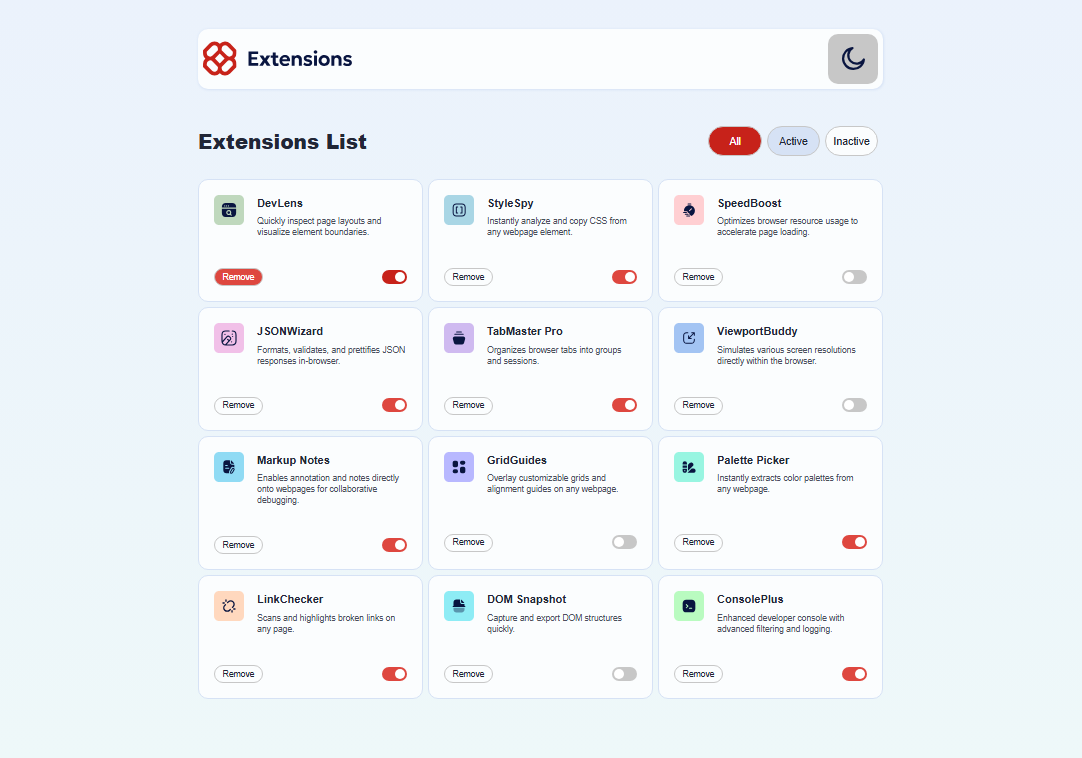 Extensions
Extensions List
All
Active
Inactive
DevLens
Quickly inspect page layouts and
visualize element boundaries.
Remove
StyleSpy
Instantly analyze and copy CSS from
any webpage element.
Remove
SpeedBoost
Optimizes browser resource usage to
accelerate page loading.
Remove
JSONWizard
Formats, validates, and prettifies JSON
responses in-browser.
Remove
TabMaster Pro
Organizes browser tabs into groups
and sessions.
Remove
ViewportBuddy
Simulates various screen resolutions
directly within the browser.
Remove
Markup Notes
Enables annotation and notes directly
onto webpages for collaborative
debugging.
Remove
GridGuides
Overlay customizable grids and
alignment guides on any webpage.
Remove
Palette Picker
Instantly extracts color palettes from
any webpage.
Remove
LinkChecker
Scans and highlights broken links on
any page.
Remove
DOM Snapshot
Capture and export DOM structures
quickly.
Remove
ConsolePlus
Enhanced developer console with
advanced filtering and logging.
Remove